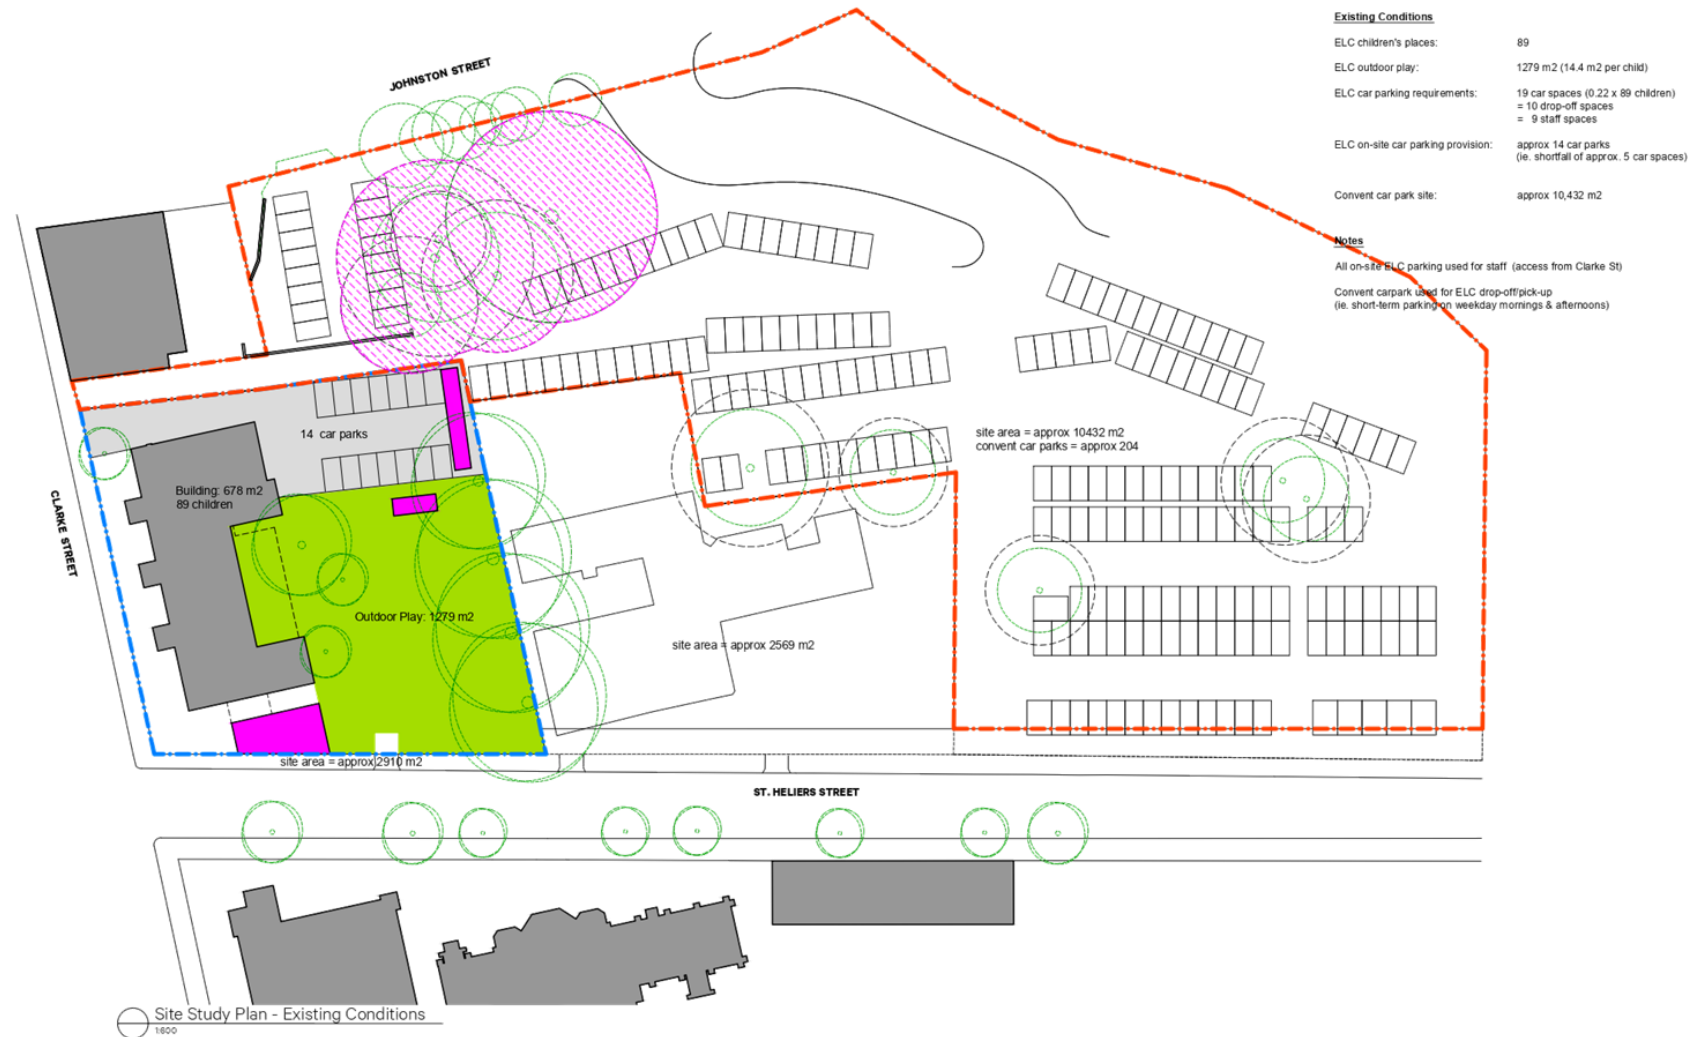 JOHNSTON STREET
Existing Conditions
ELC children's places: 89
ELC outdoor play: 1279 m2 (14.4 m2 per child)
ELC car parking requirements: 19 car spaces (0.22 x 89 children)
= 10 drop-off spaces
= 9 staff spaces
ELC on-site car parking provision: approx 14 car parks
(ie. shortfall of approx. 5 car spaces)
Convent car park site: approx 10,432 m2
Notes
All on-site ELC parking used for staff (access from Clarke St)
Convent carpark used for ELC drop-off/pick-up
(ie. short-term parking on weekday mornings & afternoons)
14 car parks
site area = approx 10432 m2
convent car parks = approx 204
Building: 678 m2
89 children
CLARKE STREET
Outdoor Play: 1279 m2
site area = approx 2569 m2
site area = approx 2910 m2
ST. HELIERS STREET
Site Study Plan - Existing Conditions
1:600